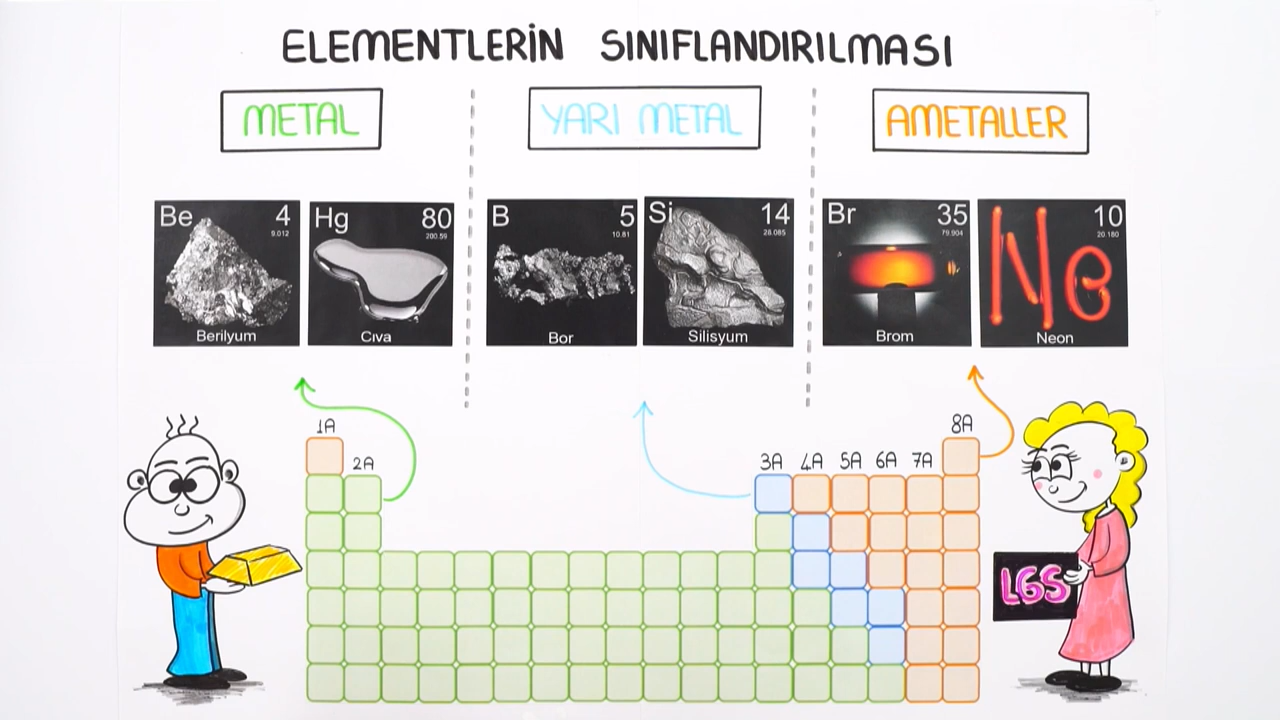 ELEMENTLERİN SINIFLANDIRILMASI
METAL
YARI METAL
AMETALLER
Be 4
9.012
Berilyum
Hg 80
200.59
Cıva
B 5
10.81
Bor
Si 14
28.085
Silisyum
Br 35
79.904
Brom
Ne 10
20.180
Neon
1A
2A
3A 4A 5A 6A 7A
8A
LGS